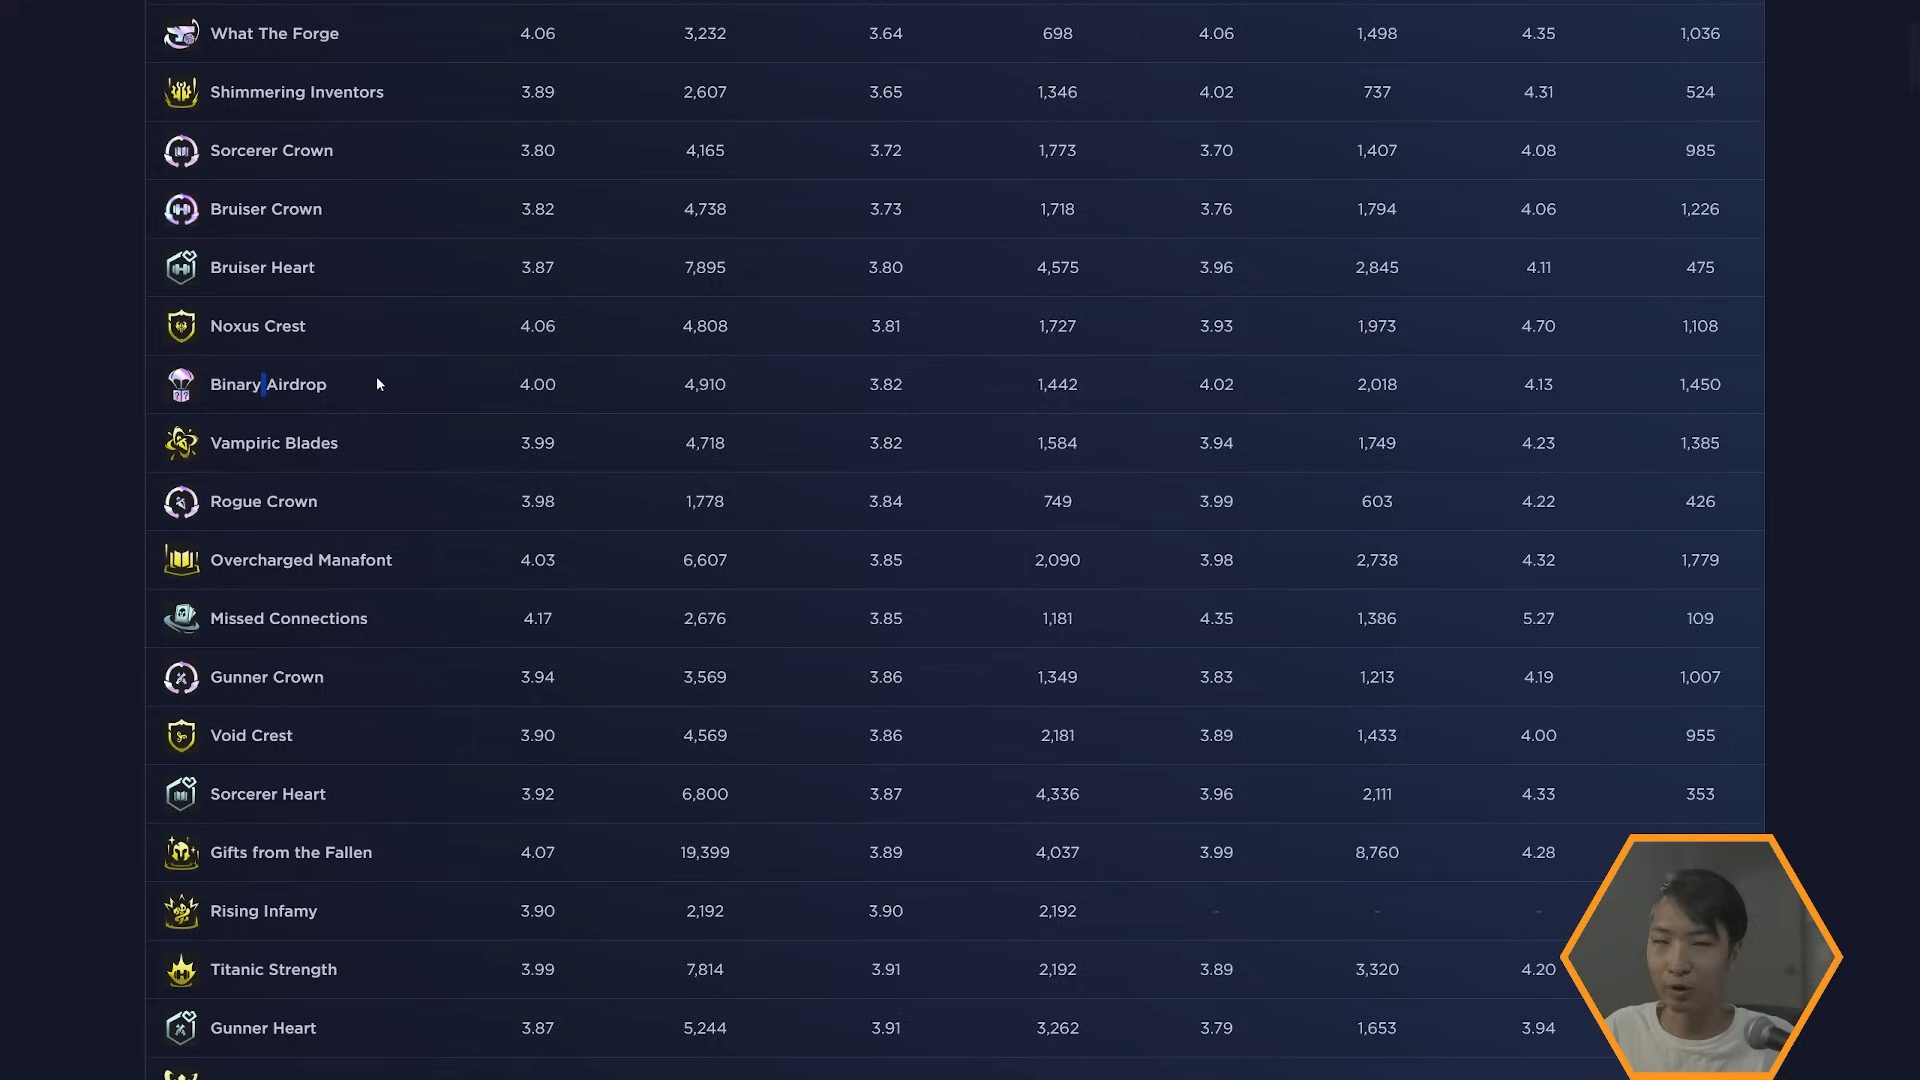 What The Forge 4.06 3,232 3.64 698 4.06 1,498 4.35 1,036
Shimmering Inventors 3.89 2,607 3.65 1,346 4.02 737 4.31 524
Sorcerer Crown 3.80 4,165 3.72 1,773 3.70 1,407 4.08 985
Bruiser Crown 3.82 4,738 3.73 1,718 3.76 1,794 4.06 1,226
Bruiser Heart 3.87 7,895 3.80 4,575 3.96 2,845 4.11 475
Noxus Crest 4.06 4,808 3.81 1,727 3.93 1,973 4.70 1,108
Binary Airdrop 4.00 4,910 3.82 1,442 4.02 2,018 4.13 1,450
Vampiric Blades 3.99 4,718 3.82 1,584 3.94 1,749 4.23 1,385
Rogue Crown 3.98 1,778 3.84 749 3.99 603 4.22 426
Overcharged Manafont 4.03 6,607 3.85 2,090 3.98 2,738 4.32 1,779
Missed Connections 4.17 2,676 3.85 1,181 4.35 1,386 5.27 109
Gunner Crown 3.94 3,569 3.86 1,349 3.83 1,213 4.19 1,007
Void Crest 3.90 4,569 3.86 2,181 3.89 1,433 4.00 955
Sorcerer Heart 3.92 6,800 3.87 4,336 3.96 2,111 4.33 353
Gifts from the Fallen 4.07 19,399 3.89 4,037 3.99 8,760 4.28
Rising Infamy 3.90 2,192 3.90 2,192 - - -
Titanic Strength 3.99 7,814 3.91 2,192 3.89 3,320 4.20
Gunner Heart 3.87 5,244 3.91 3,262 3.79 1,653 3.94